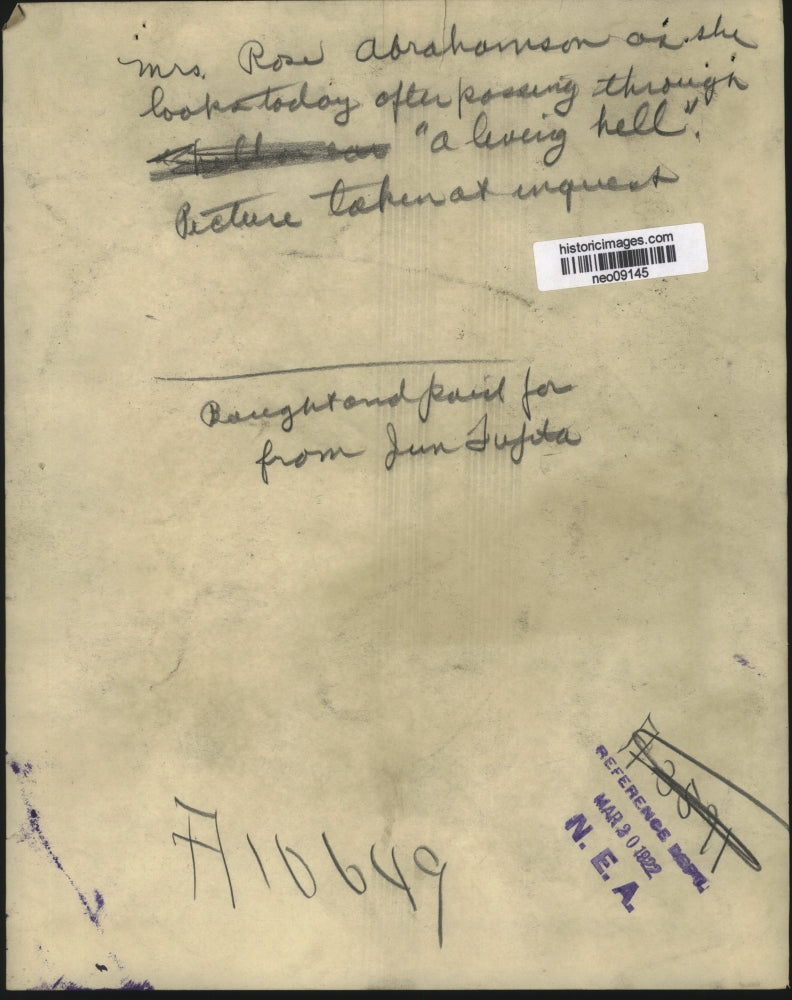 Mrs. Rose Abrahamson as she
looks today after passing through
"a living hell".
Picture taken at inquest
historicimages.com
neo09145
Bought and paid for
from Jun Fujita
REFERENCE DEPT.
MAR 20 1922
N. E. A.
A10649